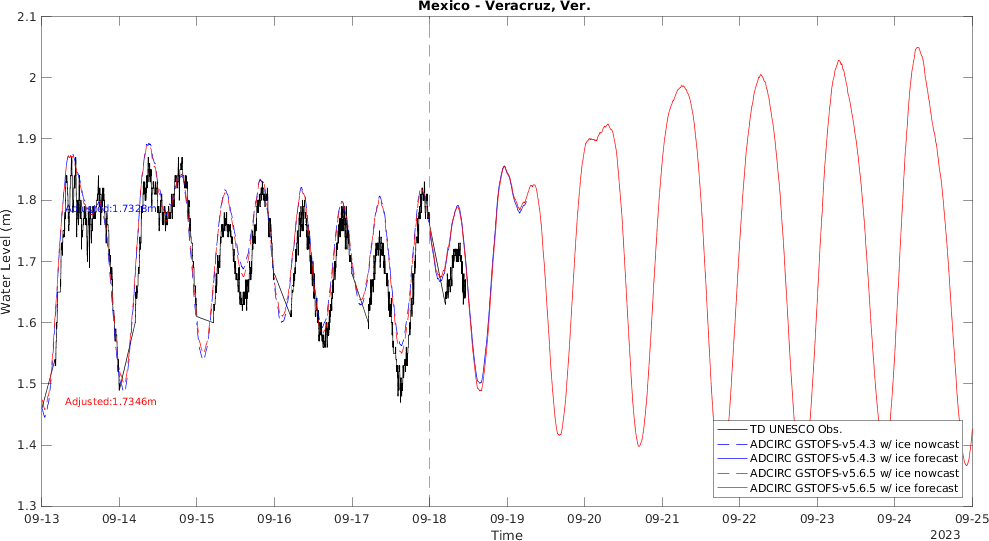 Mexico - Veracruz, Ver.
2.1
2
1.9
1.8
1.7
1.6
1.5
1.4
1.3
Water Level (m)
Adjusted:1.7328m
Adjusted:1.7346m
TD UNESCO Obs.
ADCIRC GSTOFS-v5.4.3 w/ ice nowcast
ADCIRC GSTOFS-v5.4.3 w/ ice forecast
ADCIRC GSTOFS-v5.6.5 w/ ice nowcast
ADCIRC GSTOFS-v5.6.5 w/ ice forecast
09-13 09-14 09-15 09-16 09-17 09-18 09-19 09-20 09-21 09-22 09-23 09-24 09-25
Time
2023